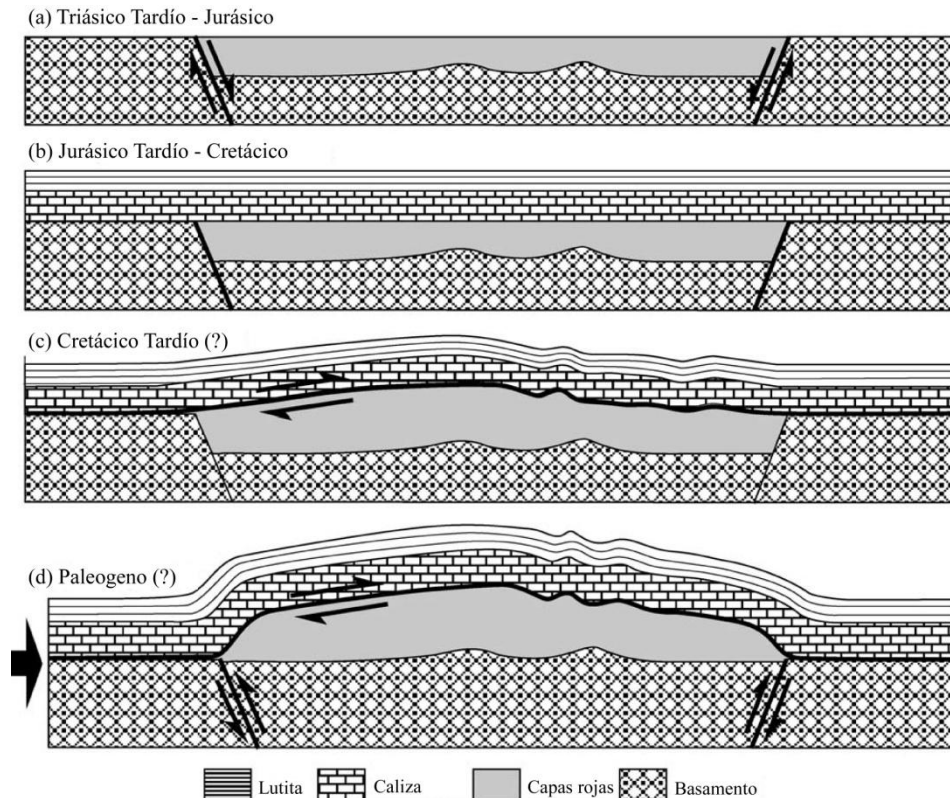 (a) Triásico Tardío - Jurásico
(b) Jurásico Tardío - Cretácico
(c) Cretácico Tardío (?)
(d) Paleogeno (?)
Lutita Caliza Capas rojas Basamento